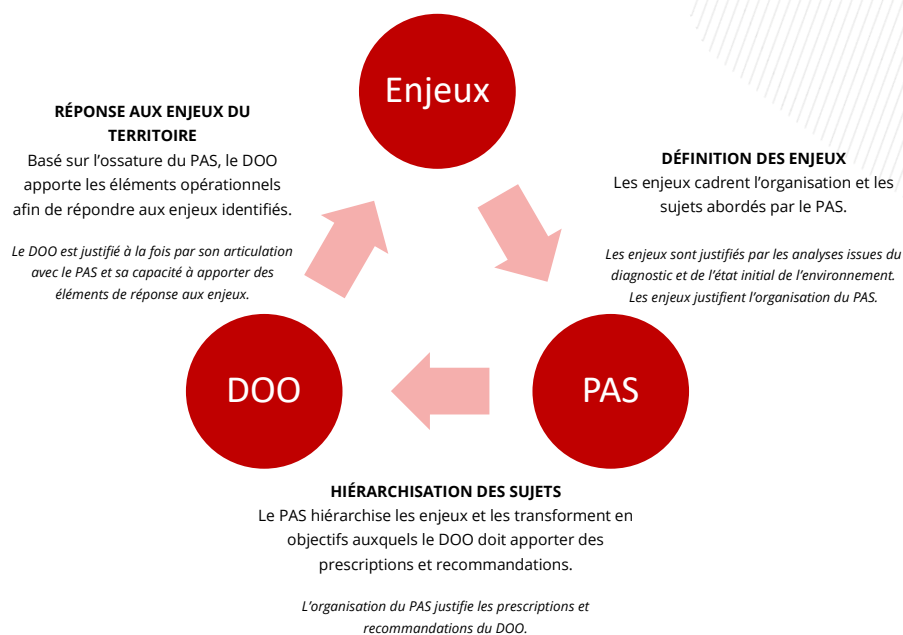 Enjeux
RÉPONSE AUX ENJEUX DU
TERRITOIRE
Basé sur l'ossature du PAS, le DOO
apporte les éléments opérationnels
afin de répondre aux enjeux identifiés.
Le DOO est justifié à la fois par son articulation
avec le PAS et sa capacité à apporter des
éléments de réponse aux enjeux.
DÉFINITION DES ENJEUX
Les enjeux cadrent l'organisation et les
sujets abordés par le PAS.
Les enjeux sont justifiés par les analyses issues du
diagnostic et de l'état initial de l'environnement.
Les enjeux justifient l'organisation du PAS.
DOO
PAS
HIÉRARCHISATION DES SUJETS
Le PAS hiérarchise les enjeux et les transforment en
objectifs auxquels le DOO doit apporter des
prescriptions et recommandations.
L'organisation du PAS justifie les prescriptions et
recommandations du DOO.